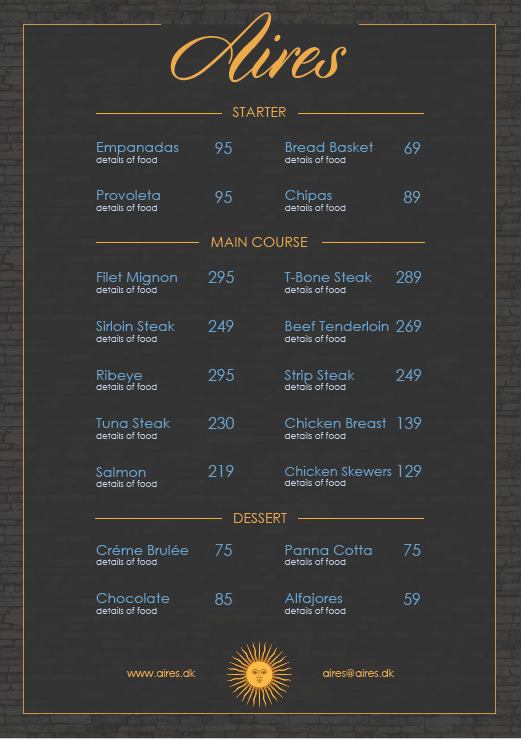 Aires
STARTER
Empanadas 95
details of food
Bread Basket 69
details of food
Provoleta 95
details of food
Chipas 89
details of food
MAIN COURSE
Filet Mignon 295
details of food
T-Bone Steak 289
details of food
Sirloin Steak 249
details of food
Beef Tenderloin 269
details of food
Ribeye 295
details of food
Strip Steak 249
details of food
Tuna Steak 230
details of food
Chicken Breast 139
details of food
Salmon 219
details of food
Chicken Skewers 129
details of food
DESSERT
Créme Brulée 75
details of food
Panna Cotta 75
details of food
Chocolate 85
details of food
Alfajores 59
details of food
www.aires.dk
aires@aires.dk